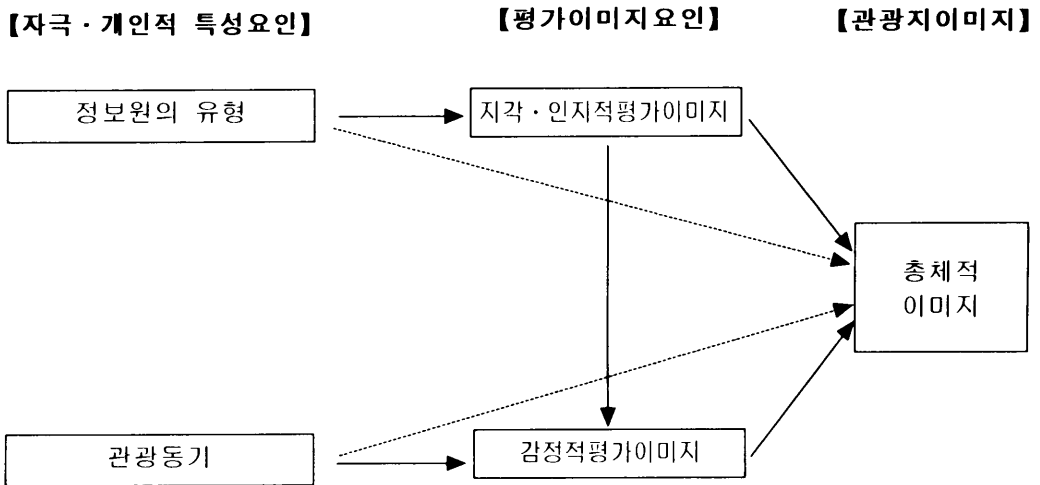 【자극·개인적 특성요인】 【평가이미지요인】 【관광지이미지】
정보원의 유형
지각·인지적평가이미지
총체적
이미지
관광동기
감정적평가이미지